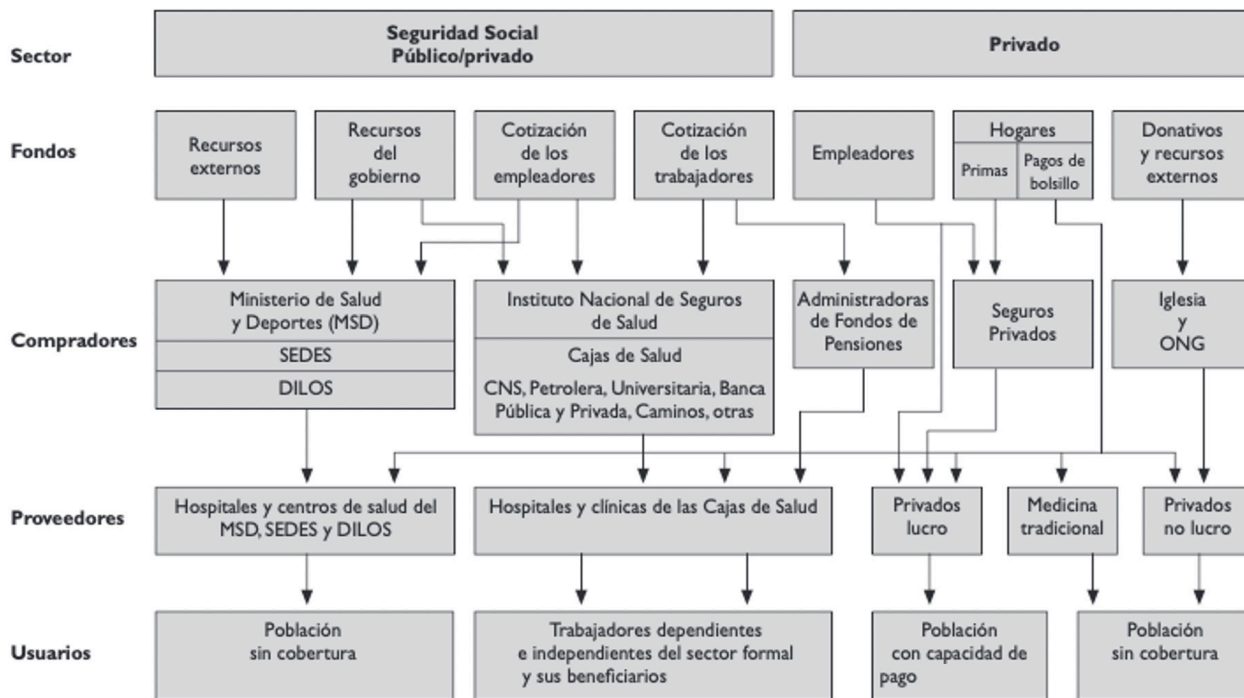 Sector
Seguridad Social
Público/privado
Privado
Fondos
Recursos
externos
Recursos
del
gobierno
Cotización
de los
empleadores
Cotización
de los
trabajadores
Empleadores
Hogares
Primas
Pagos de
bolsillo
Donativos
y recursos
externos
Compradores
Ministerio de Salud
y Deportes (MSD)
SEDES
DILOS
Instituto Nacional de Seguros
de Salud
Cajas de Salud
CNS, Petrolera, Universitaria, Banca
Pública y Privada, Caminos, otras
Administradoras
de Fondos de
Pensiones
Seguros
Privados
Iglesia
y
ONG
Proveedores
Hospitales y centros de salud del
MSD, SEDES y DILOS
Hospitales y clínicas de las Cajas de Salud
Privados
lucro
Medicina
tradicional
Privados
no lucro
Usuarios
Población
sin cobertura
Trabajadores dependientes
e independientes del sector formal
y sus beneficiarios
Población
con capacidad de
pago
Población
sin cobertura